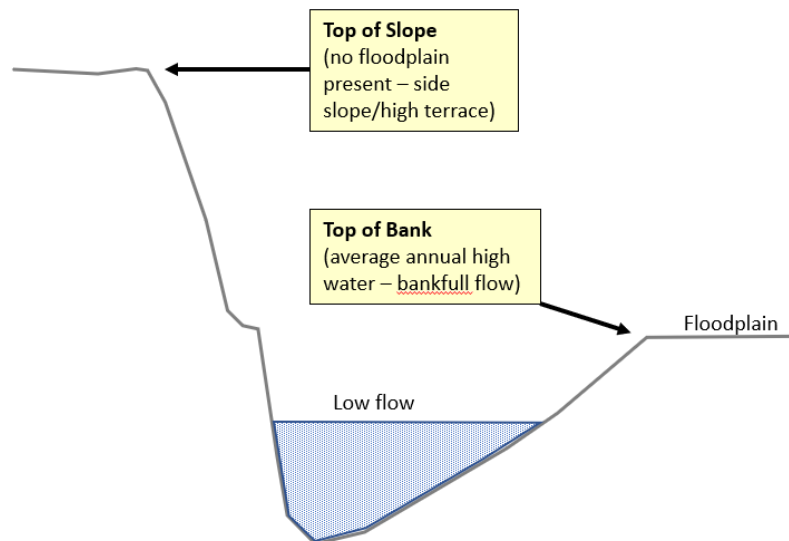 Top of Slope
(no floodplain
present – side
slope/high terrace)
Top of Bank
(average annual high
water – bankfull flow)
Floodplain
Low flow